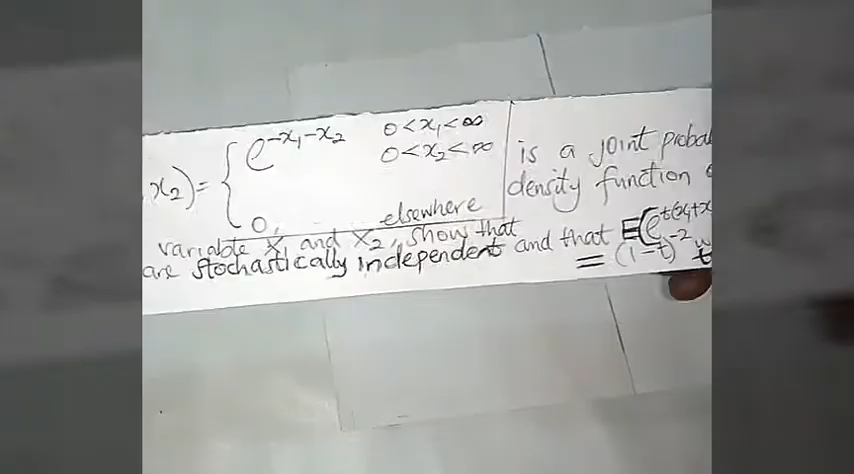 x₂) = { e^{-x₁-x₂} 0<x₁<∞
0<x₂<∞
0, elsewhere
is a joint
density function
variable X₁ and X₂, show that
are stochastically independent and that E(e^{t(x₁+x
= (1-t)^{-2}